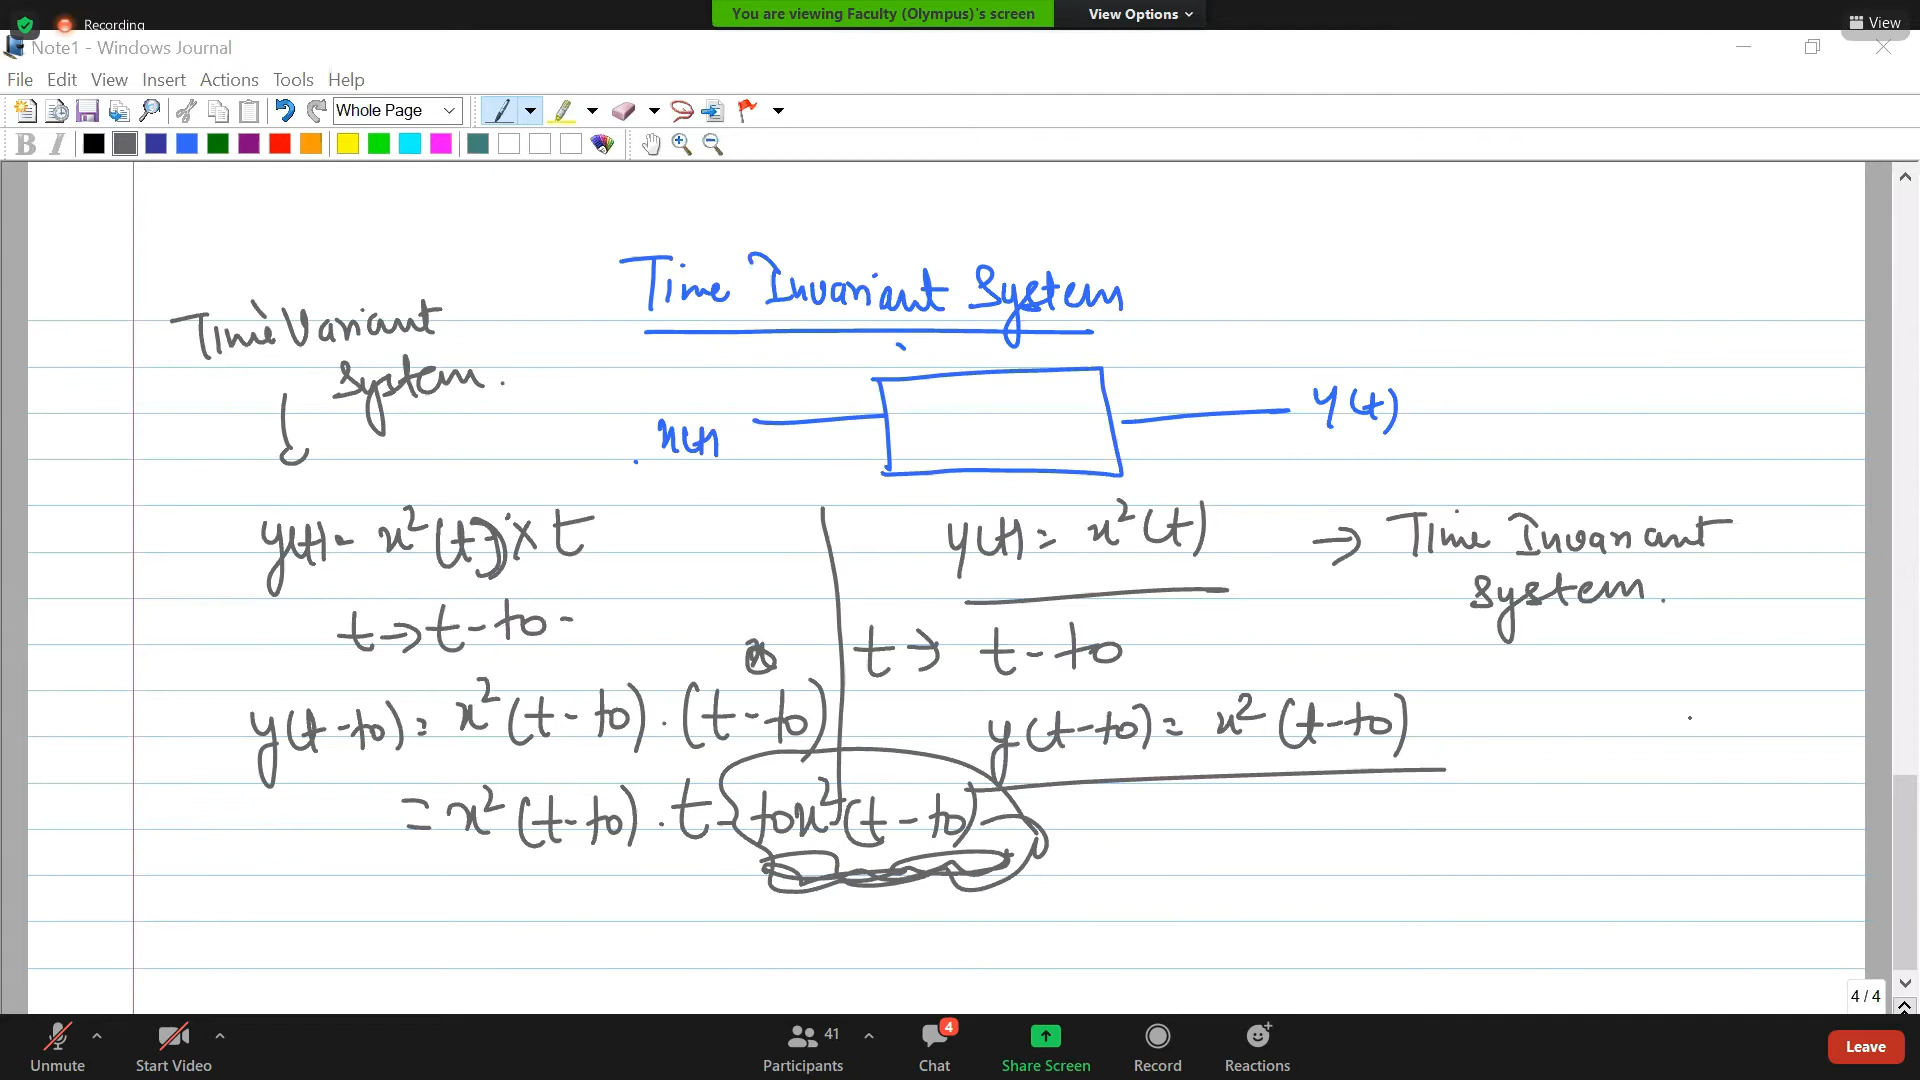 Recording
You are viewing Faculty (Olympus)'s screen
View Options
View
Note1 - Windows Journal
File Edit View Insert Actions Tools Help
Whole Page
B I
Time Invariant System
Time Variant
System.
x(t)
y(t)
y(t) = x²(t) × t
t → t - to
y(t-to) = x²(t-to) . (t-to)
= x²(t-to) . t - to x²(t-to)
y(t) = x²(t) → Time Invariant
System.
t → t - to
y(t-to) = x²(t-to)
4 / 4
Unmute
Start Video
41
Participants
4
Chat
Share Screen
Record
Reactions
Leave